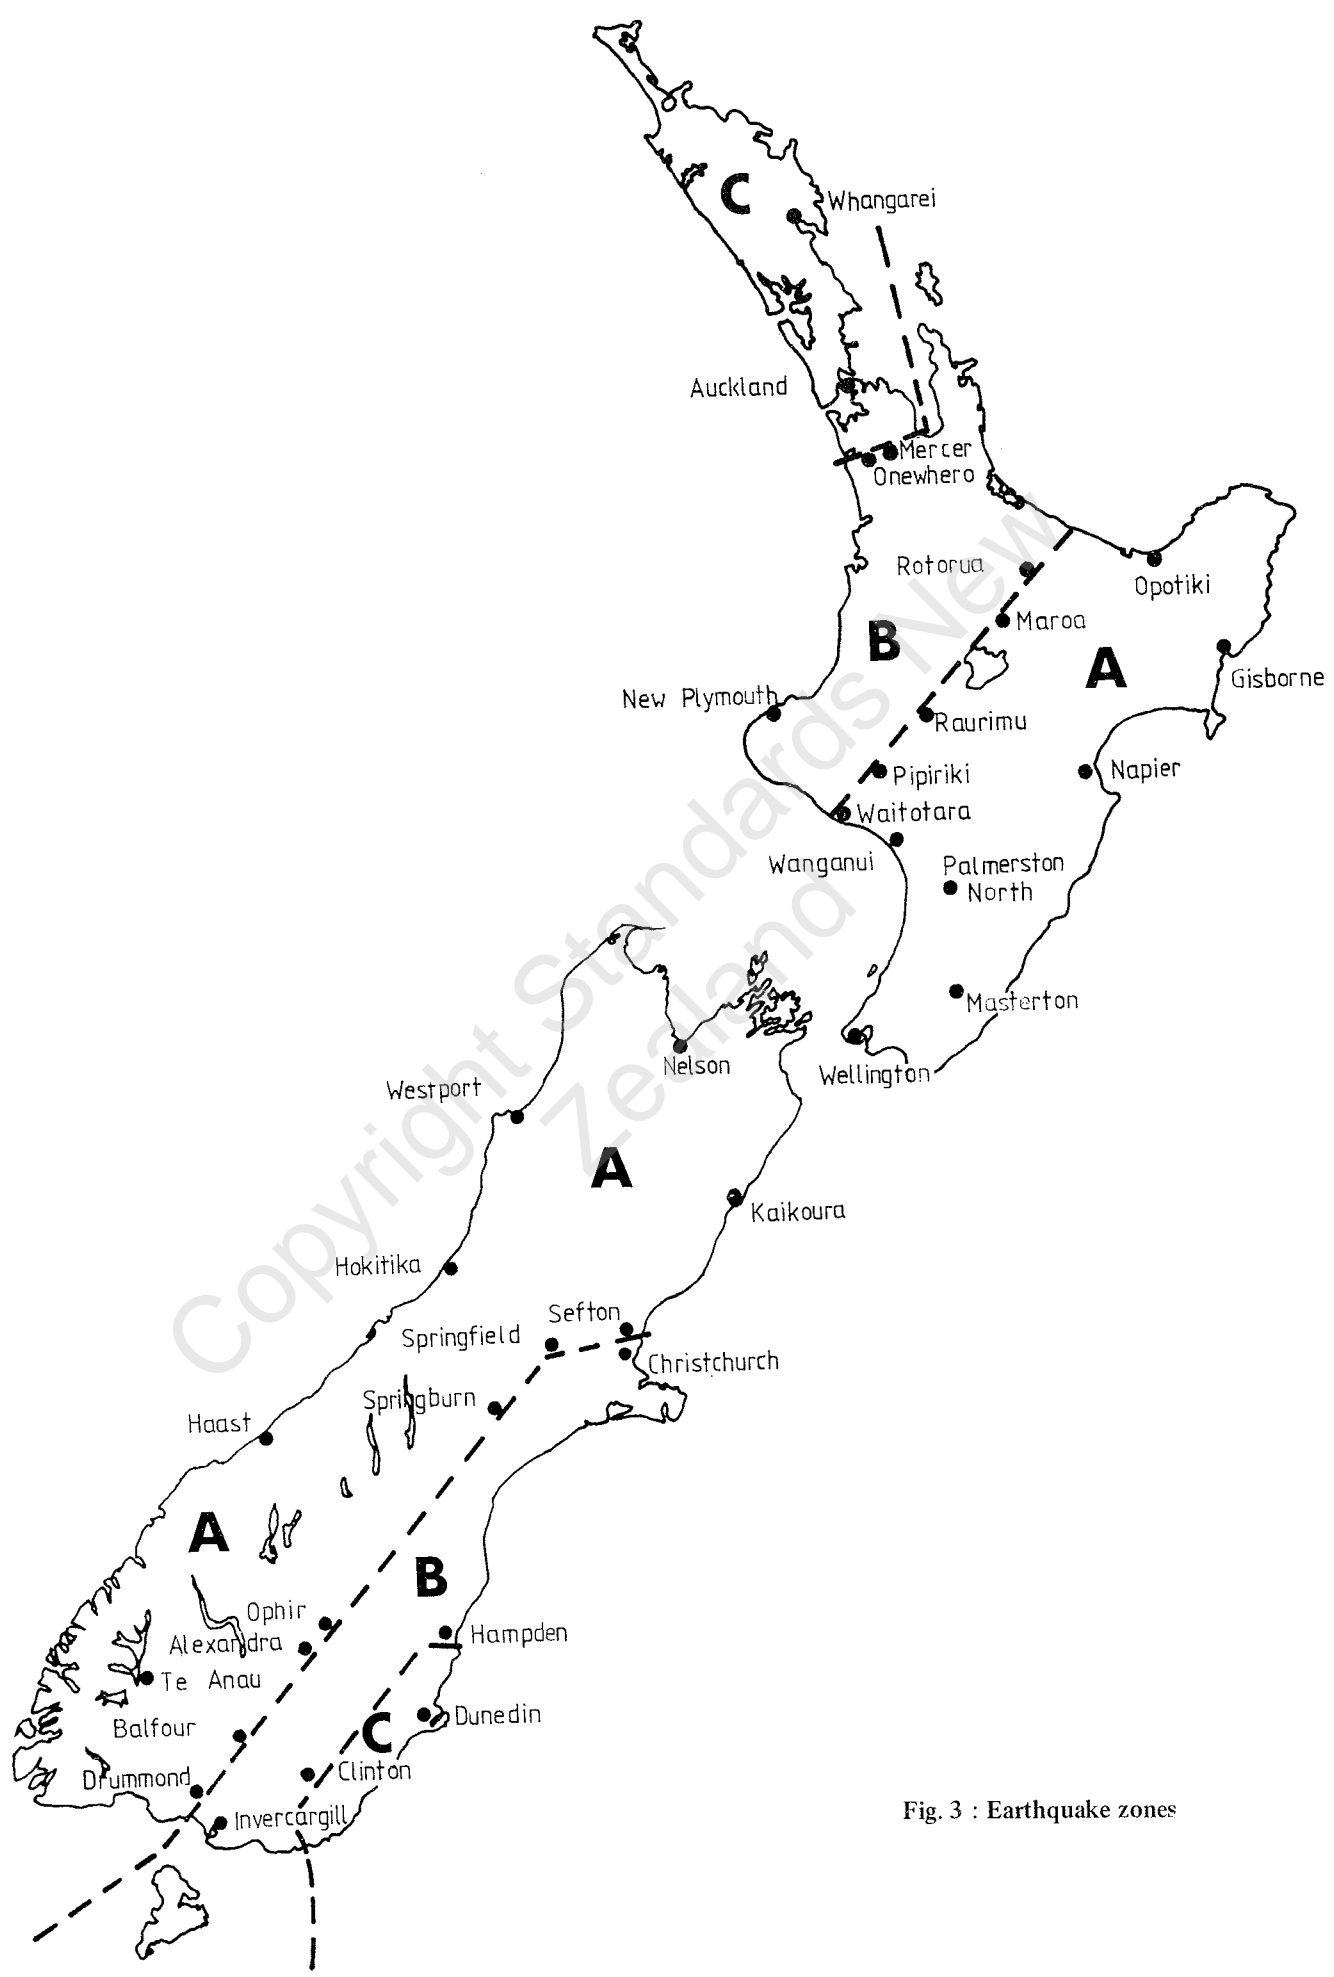 C
Whangarei
Auckland
Mercer
Onewhero
Rotorua
Opotiki
Maroa
B
A
Gisborne
New Plymouth
Raurimu
Pipiriki
Napier
Waitotara
Wanganui
Palmerston
North
Masterton
Nelson
Wellington
Westport
A
Kaikoura
Hokitika
Sefton
Springfield
Christchurch
Springburn
Haast
A
B
Ophir
Hampden
Alexandra
Te Anau
Dunedin
Balfour
C
Clinton
Drummond
Invercargill
Fig. 3 : Earthquake zones
Copyright Standards New
Zealand